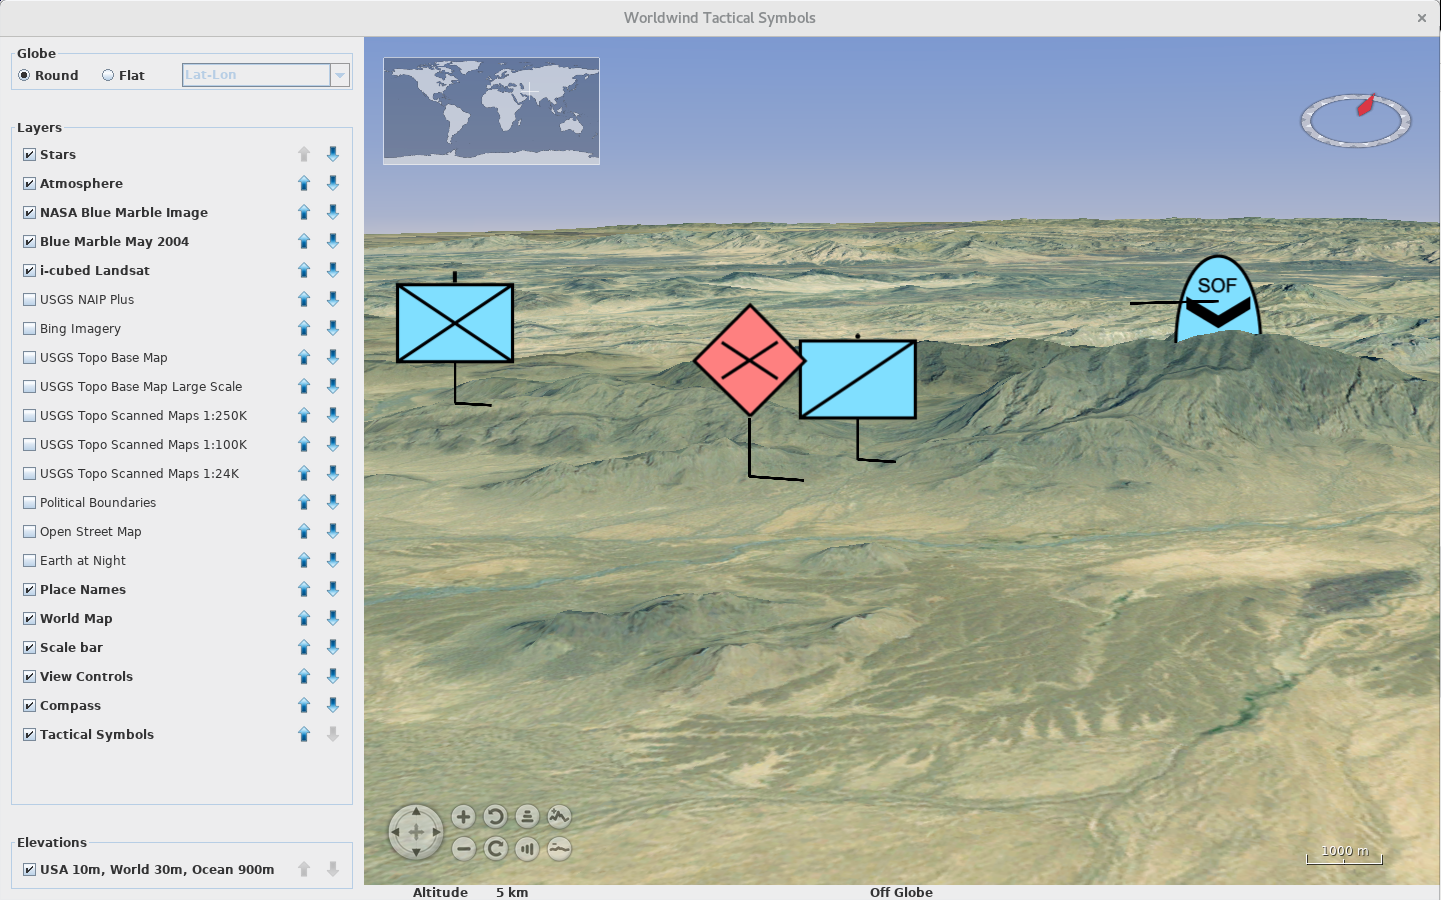 Worldwind Tactical Symbols
Globe
Round Flat Lat-Lon
Layers
Stars
Atmosphere
NASA Blue Marble Image
Blue Marble May 2004
i-cubed Landsat
USGS NAIP Plus
Bing Imagery
USGS Topo Base Map
USGS Topo Base Map Large Scale
USGS Topo Scanned Maps 1:250K
USGS Topo Scanned Maps 1:100K
USGS Topo Scanned Maps 1:24K
Political Boundaries
Open Street Map
Earth at Night
Place Names
World Map
Scale bar
View Controls
Compass
Tactical Symbols
Elevations
USA 10m, World 30m, Ocean 900m
SOF
1000 m
Altitude 5 km Off Globe